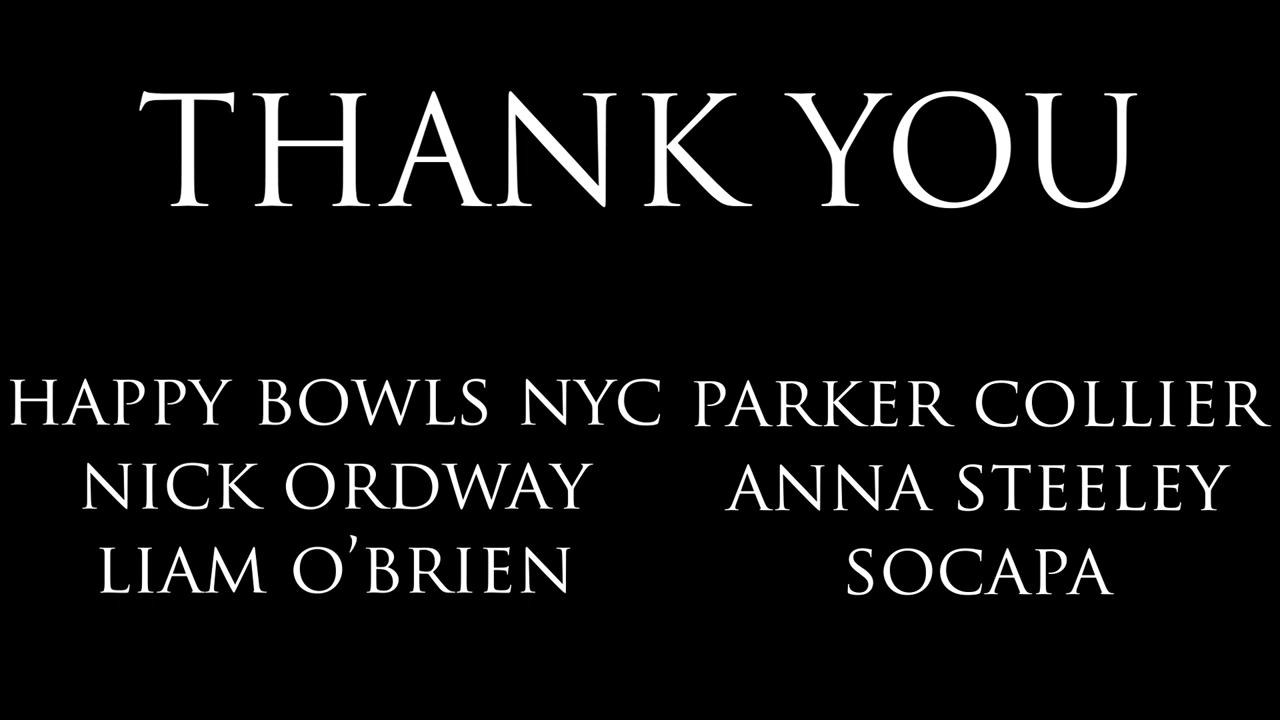 THANK YOU
HAPPY BOWLS NYC
NICK ORDWAY
LIAM O’BRIEN
PARKER COLLIER
ANNA STEELEY
SOCAPA